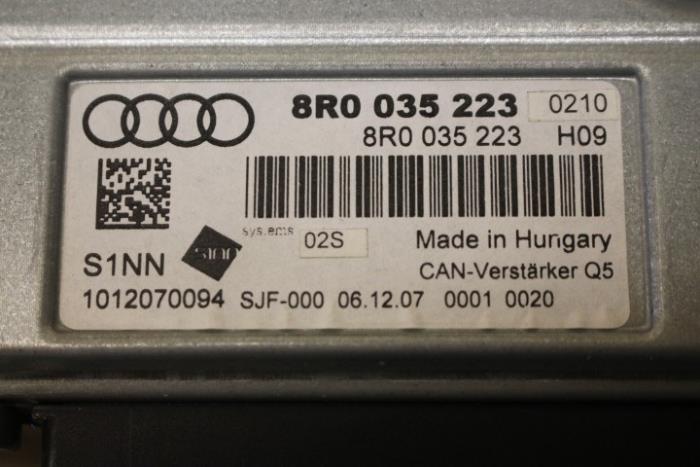 8R0 035 223 0210
8R0 035 223 H09
systems 02S
Made in Hungary
S1NN S1NN
CAN-Verstärker Q5
1012070094 SJF-000 06.12.07 0001 0020